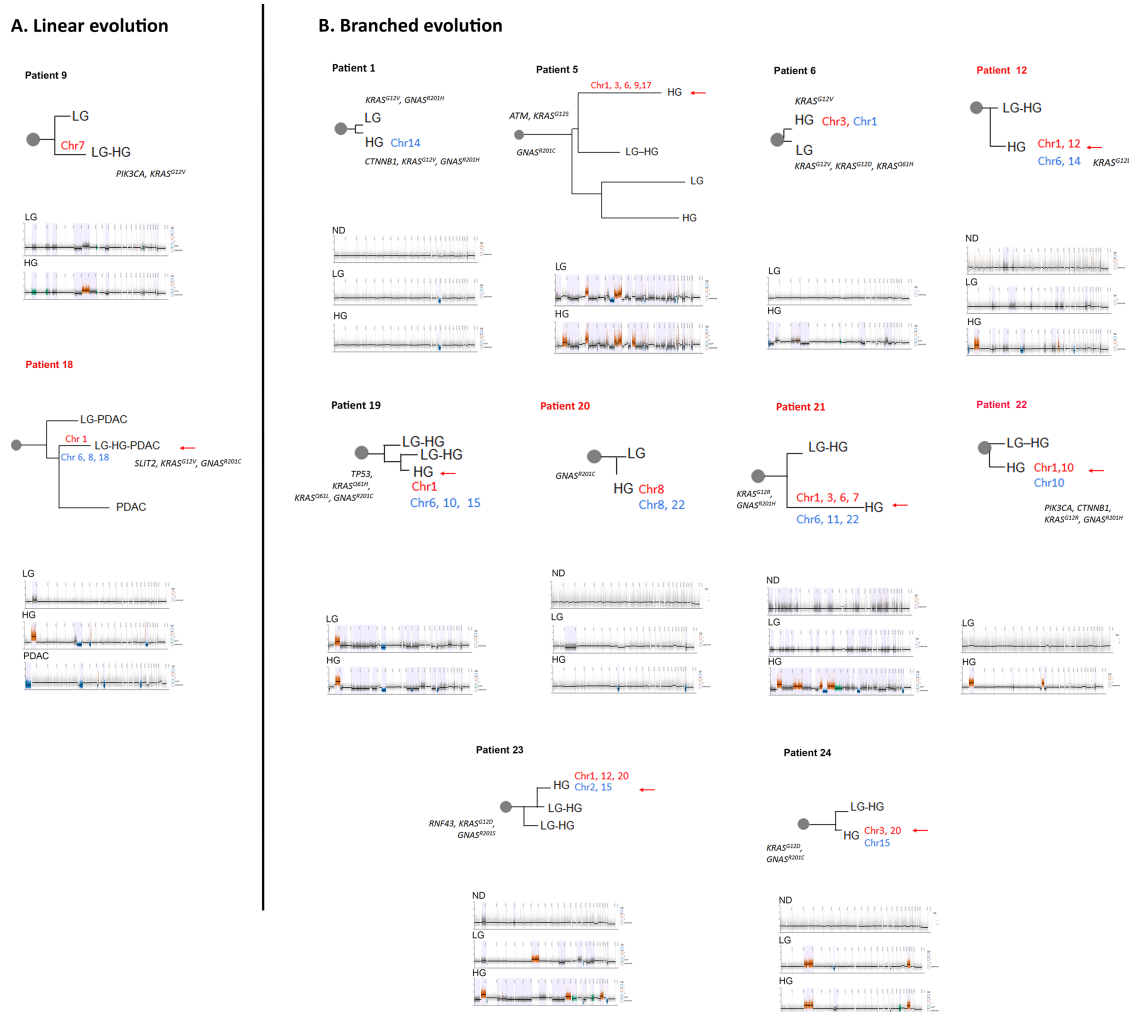 A. Linear evolution
B. Branched evolution
Patient 9
LG
Chr7
LG-HG
PIK3CA, KRAS^G12V
LG
HG
Patient 18
LG-PDAC
Chr 1
LG-HG-PDAC
Chr 6, 8, 18
SLIT2, KRAS^G12V, GNAS^R201C
PDAC
LG
HG
PDAC
Patient 1
KRAS^G12V, GNAS^R201H
LG
HG Chr14
CTNNB1, KRAS^G12V, GNAS^R201H
ND
LG
HG
Patient 5
Chr1, 3, 6, 9,17
HG
ATM, KRAS^G12S
GNAS^R201C
LG–HG
LG
HG
LG
HG
Patient 6
KRAS^G12V
HG Chr3, Chr1
LG
KRAS^G12V, KRAS^G12D, KRAS^Q61H
LG
HG
Patient 12
LG-HG
HG Chr1, 12
Chr6, 14
ND
LG
HG
Patient 19
LG-HG
LG-HG
HG
TP53,
KRAS^Q61H,
KRAS^Q61L, GNAS^R201C
Chr1
Chr6, 10, 15
LG
HG
Patient 20
LG
GNAS^R201C
HG Chr8
Chr8, 22
ND
LG
HG
Patient 21
LG-HG
KRAS^G12R,
GNAS^R201H
Chr1, 3, 6, 7
HG
Chr6, 11, 22
ND
LG
HG
Patient 22
LG–HG
HG Chr1,10
Chr10
PIK3CA, CTNNB1,
KRAS^G12R, GNAS^R201H
LG
HG
Patient 23
HG Chr1, 12, 20
Chr2, 15
LG-HG
LG-HG
RNF43, KRAS^G12D,
GNAS^R201S
ND
LG
HG
Patient 24
LG-HG
HG Chr3, 20
Chr15
KRAS^G12D,
GNAS^R201C
ND
LG
HG